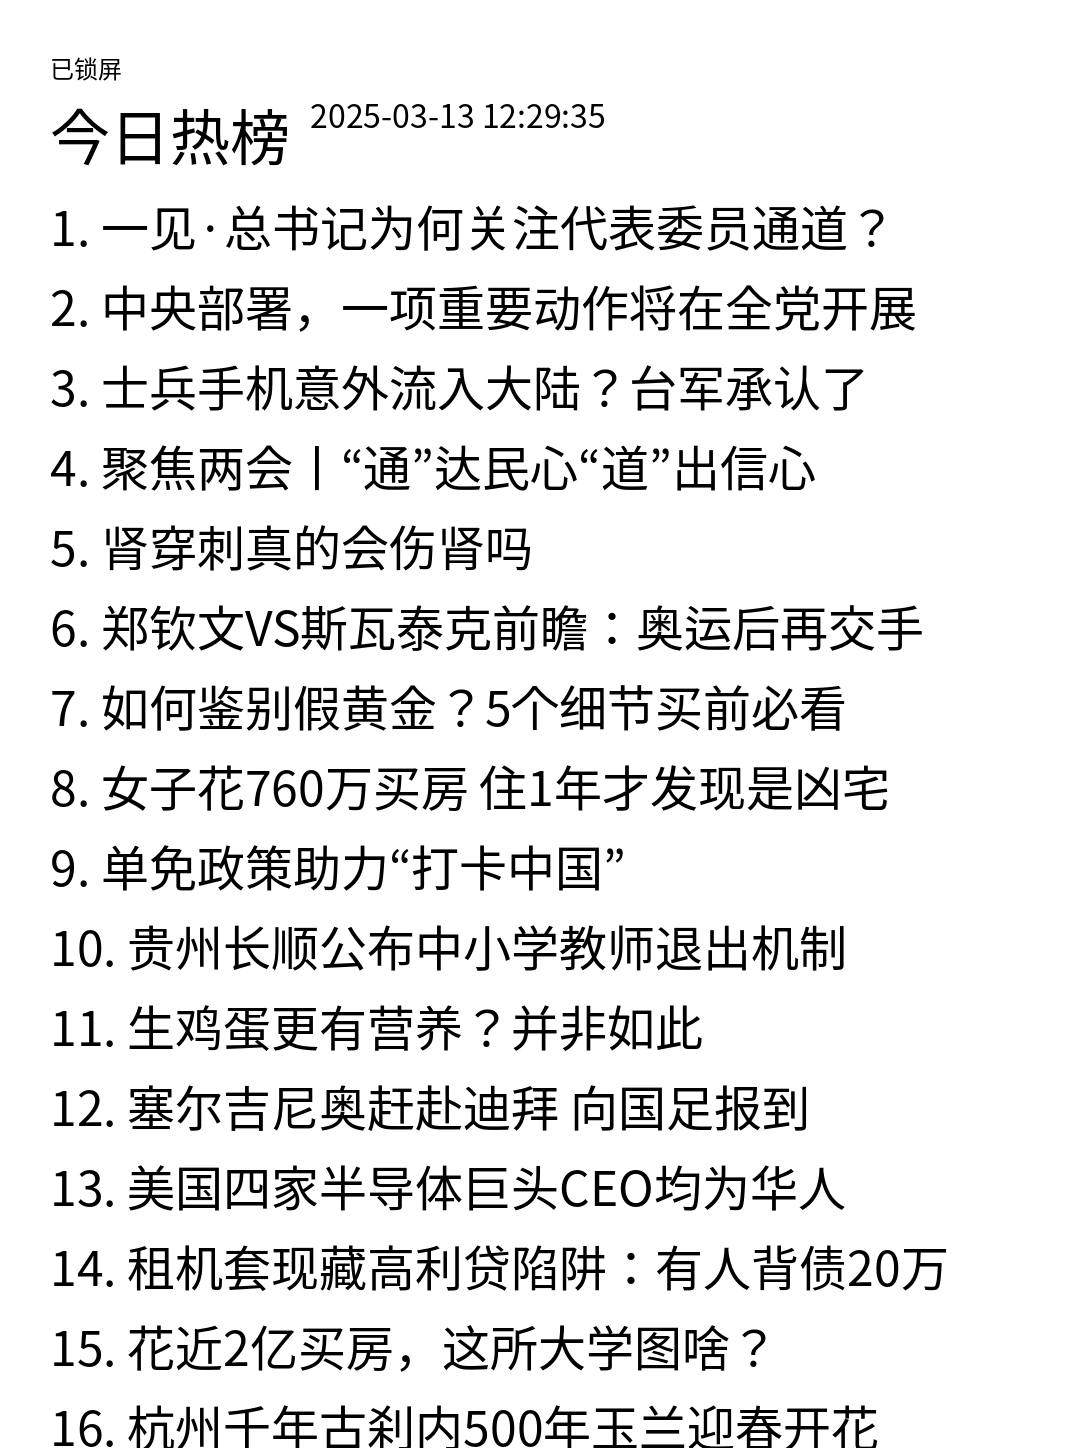 已锁屏
今日热榜 2025-03-13 12:29:35
1. 一见·总书记为何关注代表委员通道？
2. 中央部署，一项重要动作将在全党开展
3. 士兵手机意外流入大陆？台军承认了
4. 聚焦两会丨“通”达民心“道”出信心
5. 肾穿刺真的会伤肾吗
6. 郑钦文VS斯瓦泰克前瞻：奥运后再交手
7. 如何鉴别假黄金？5个细节买前必看
8. 女子花760万买房 住1年才发现是凶宅
9. 单免政策助力“打卡中国”
10. 贵州长顺公布中小学教师退出机制
11. 生鸡蛋更有营养？并非如此
12. 塞尔吉尼奥赶赴迪拜 向国足报到
13. 美国四家半导体巨头CEO均为华人
14. 租机套现藏高利贷陷阱：有人背债20万
15. 花近2亿买房，这所大学图啥？
16. 杭州千年古刹内500年玉兰迎春开花